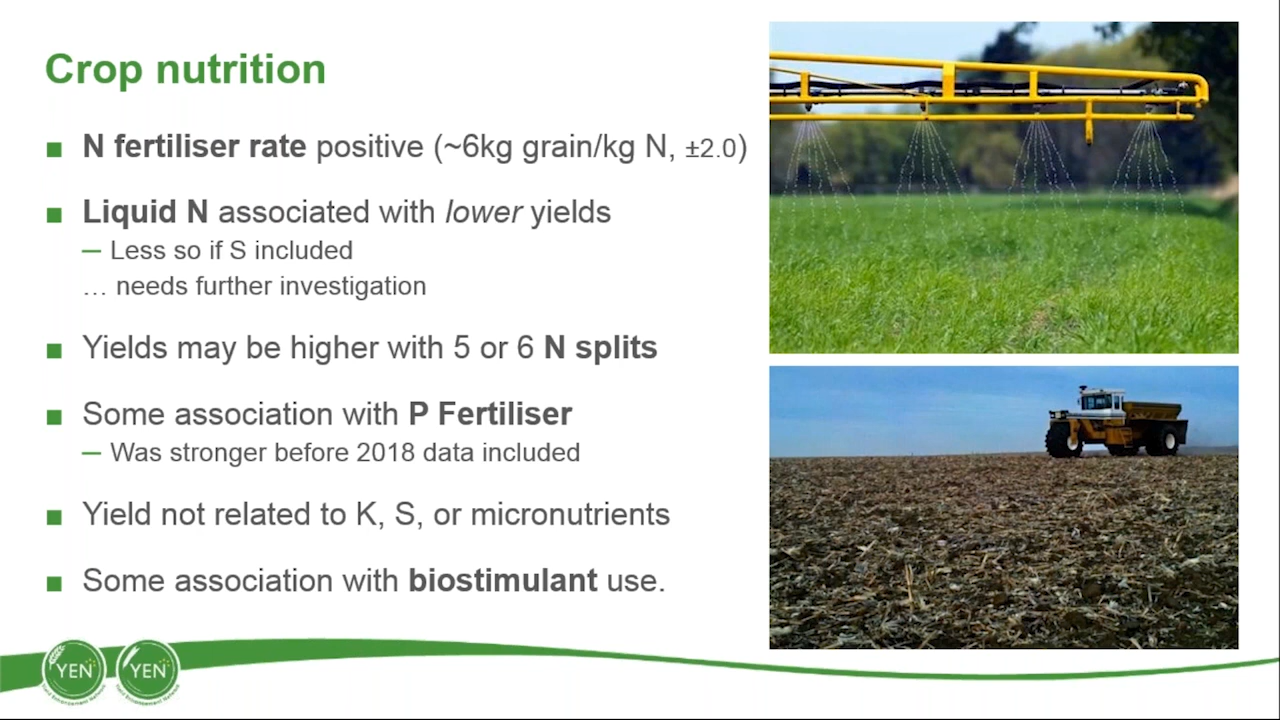 Crop nutrition
■ N fertiliser rate positive (~6kg grain/kg N, ±2.0)
■ Liquid N associated with lower yields
– Less so if S included
… needs further investigation
■ Yields may be higher with 5 or 6 N splits
■ Some association with P Fertiliser
– Was stronger before 2018 data included
■ Yield not related to K, S, or micronutrients
■ Some association with biostimulant use.
YEN YEN